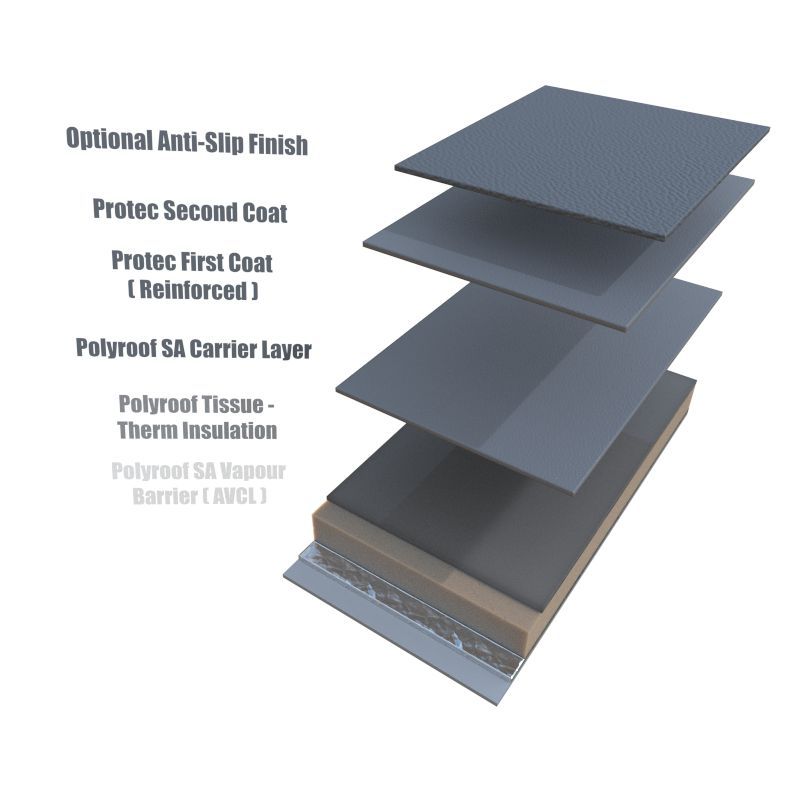 Optional Anti-Slip Finish
Protec Second Coat
Protec First Coat
( Reinforced )
Polyroof SA Carrier Layer
Polyroof Tissue -
Therm Insulation
Polyroof SA Vapour
Barrier ( AVCL )